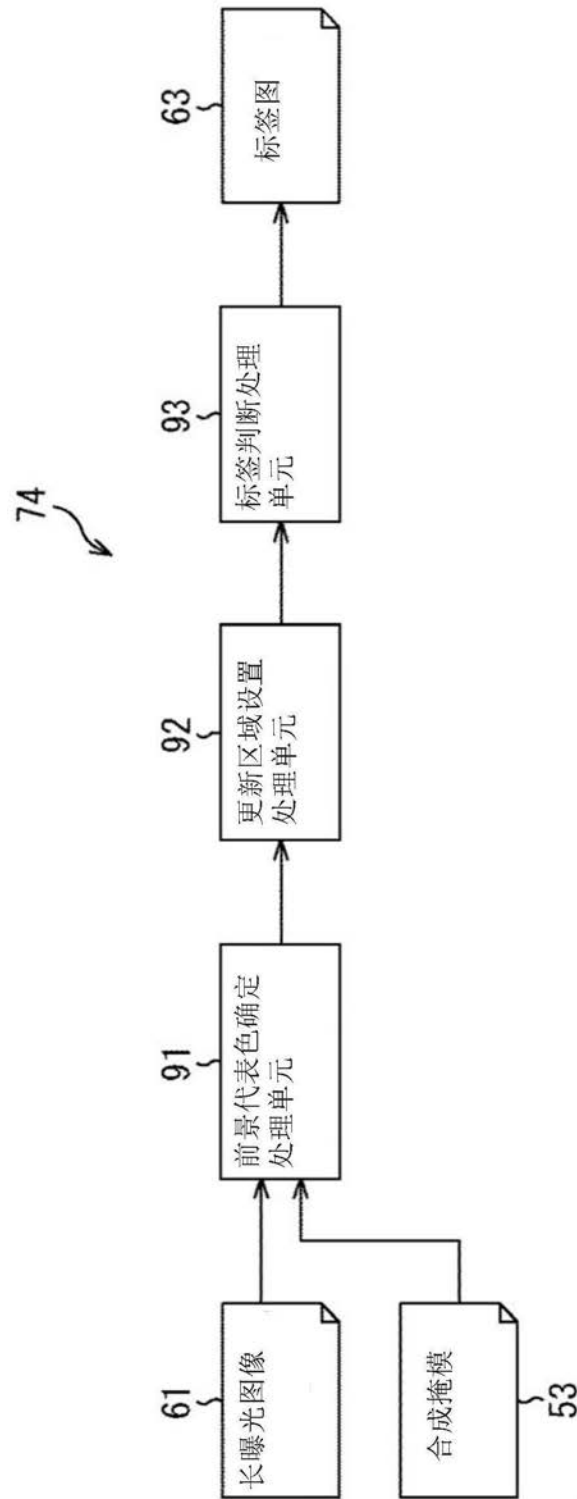 74
61
长曝光图像
合成掩模
53
91
前景代表色确定
处理单元
92
更新区域设置
处理单元
93
标签判断处理
单元
63
标签图